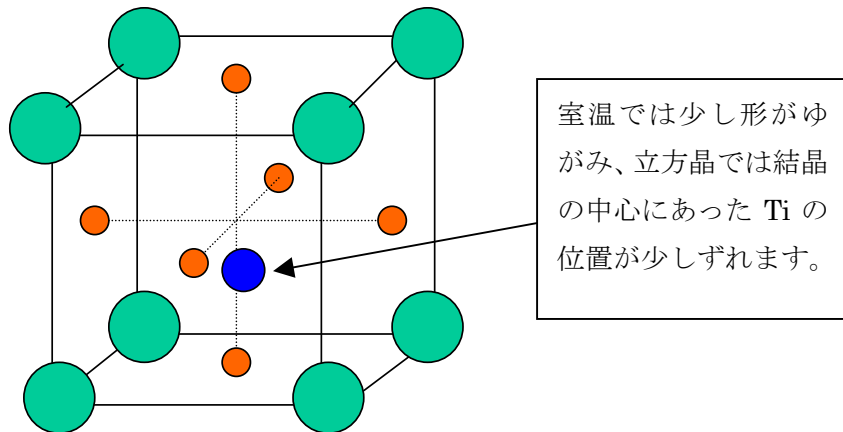 室温では少し形がゆ
がみ、立方晶では結晶
の中心にあった Ti の
位置が少しずれます。